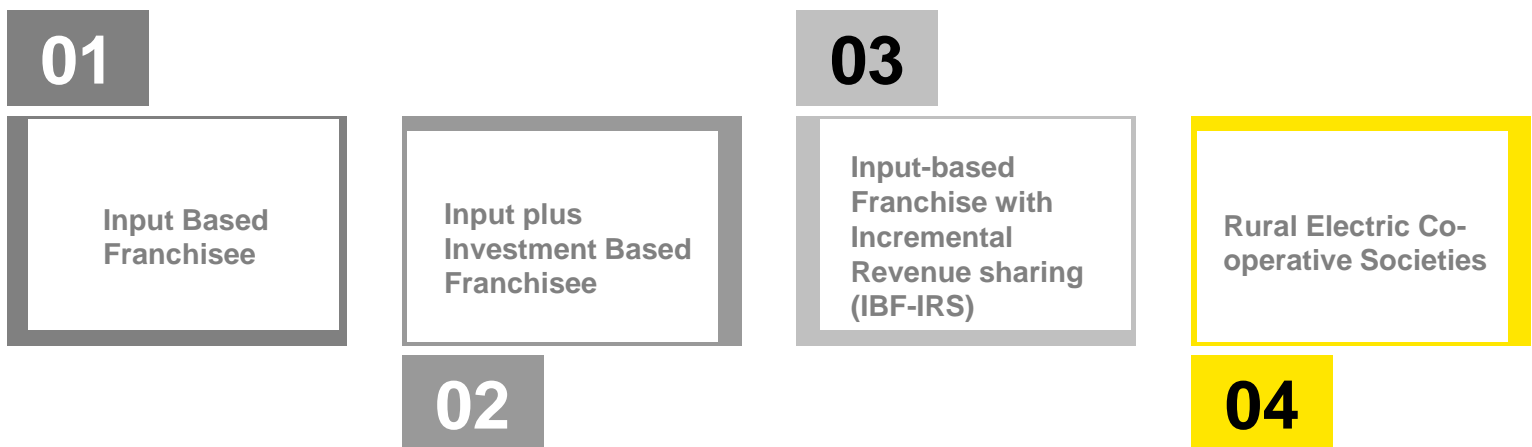 01
Input Based
Franchisee
02
Input plus
Investment Based
Franchisee
03
Input-based
Franchise with
Incremental
Revenue sharing
(IBF-IRS)
04
Rural Electric Co-
operative Societies